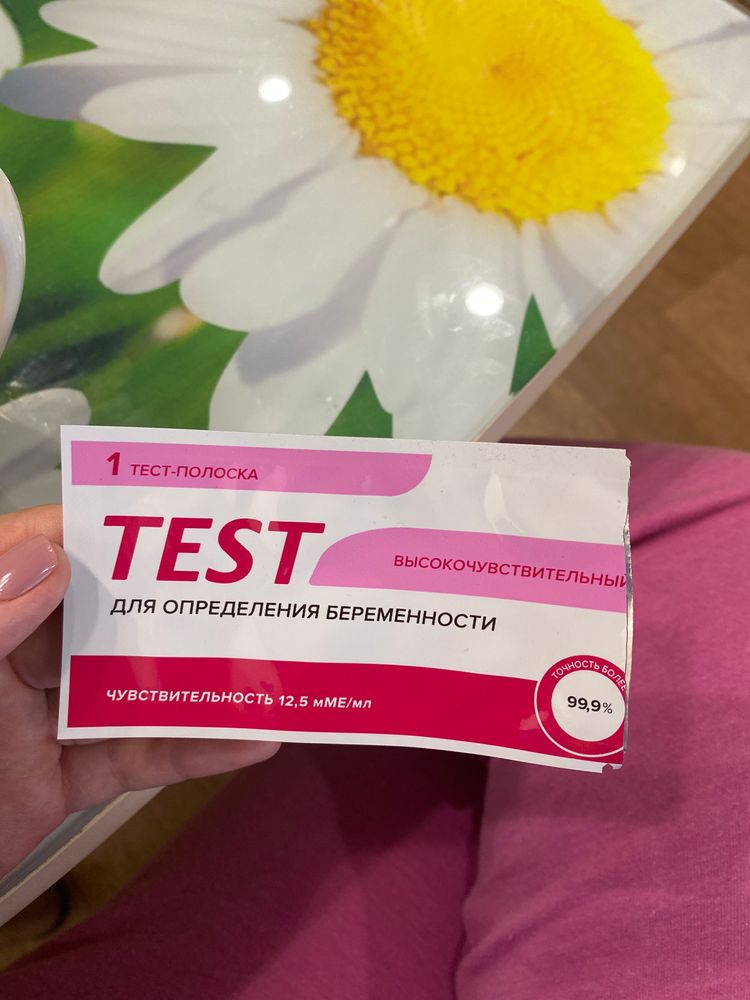 1 ТЕСТ-ПОЛОСКА
TEST
ВЫСОКОЧУВСТВИТЕЛЬНЫЙ
ДЛЯ ОПРЕДЕЛЕНИЯ БЕРЕМЕННОСТИ
ЧУВСТВИТЕЛЬНОСТЬ 12,5 мМЕ/мл
ТОЧНОСТЬ БОЛЕЕ
99,9%